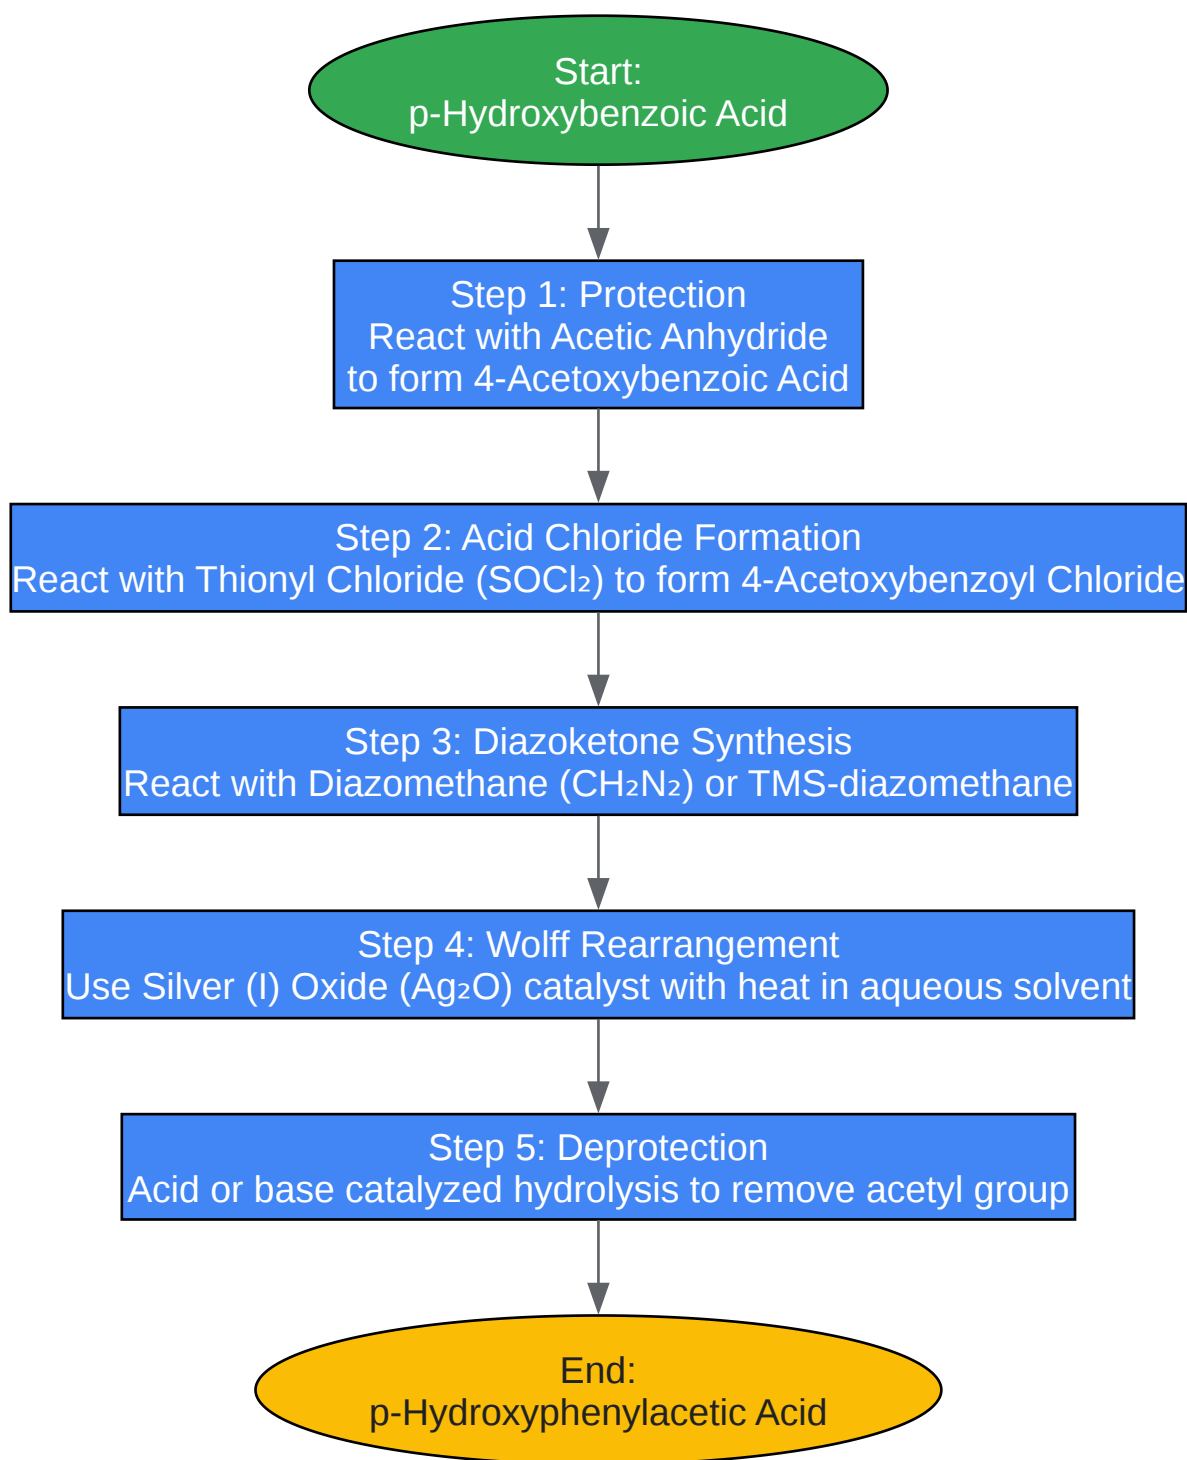 Start:
p-Hydroxybenzoic Acid
Step 1: Protection
React with Acetic Anhydride
to form 4-Acetoxybenzoic Acid
Step 2: Acid Chloride Formation
React with Thionyl Chloride (SOCl₂) to form 4-Acetoxybenzoyl Chloride
Step 3: Diazoketone Synthesis
React with Diazomethane (CH₂N₂) or TMS-diazomethane
Step 4: Wolff Rearrangement
Use Silver (I) Oxide (Ag₂O) catalyst with heat in aqueous solvent
Step 5: Deprotection
Acid or base catalyzed hydrolysis to remove acetyl group
End:
p-Hydroxyphenylacetic Acid